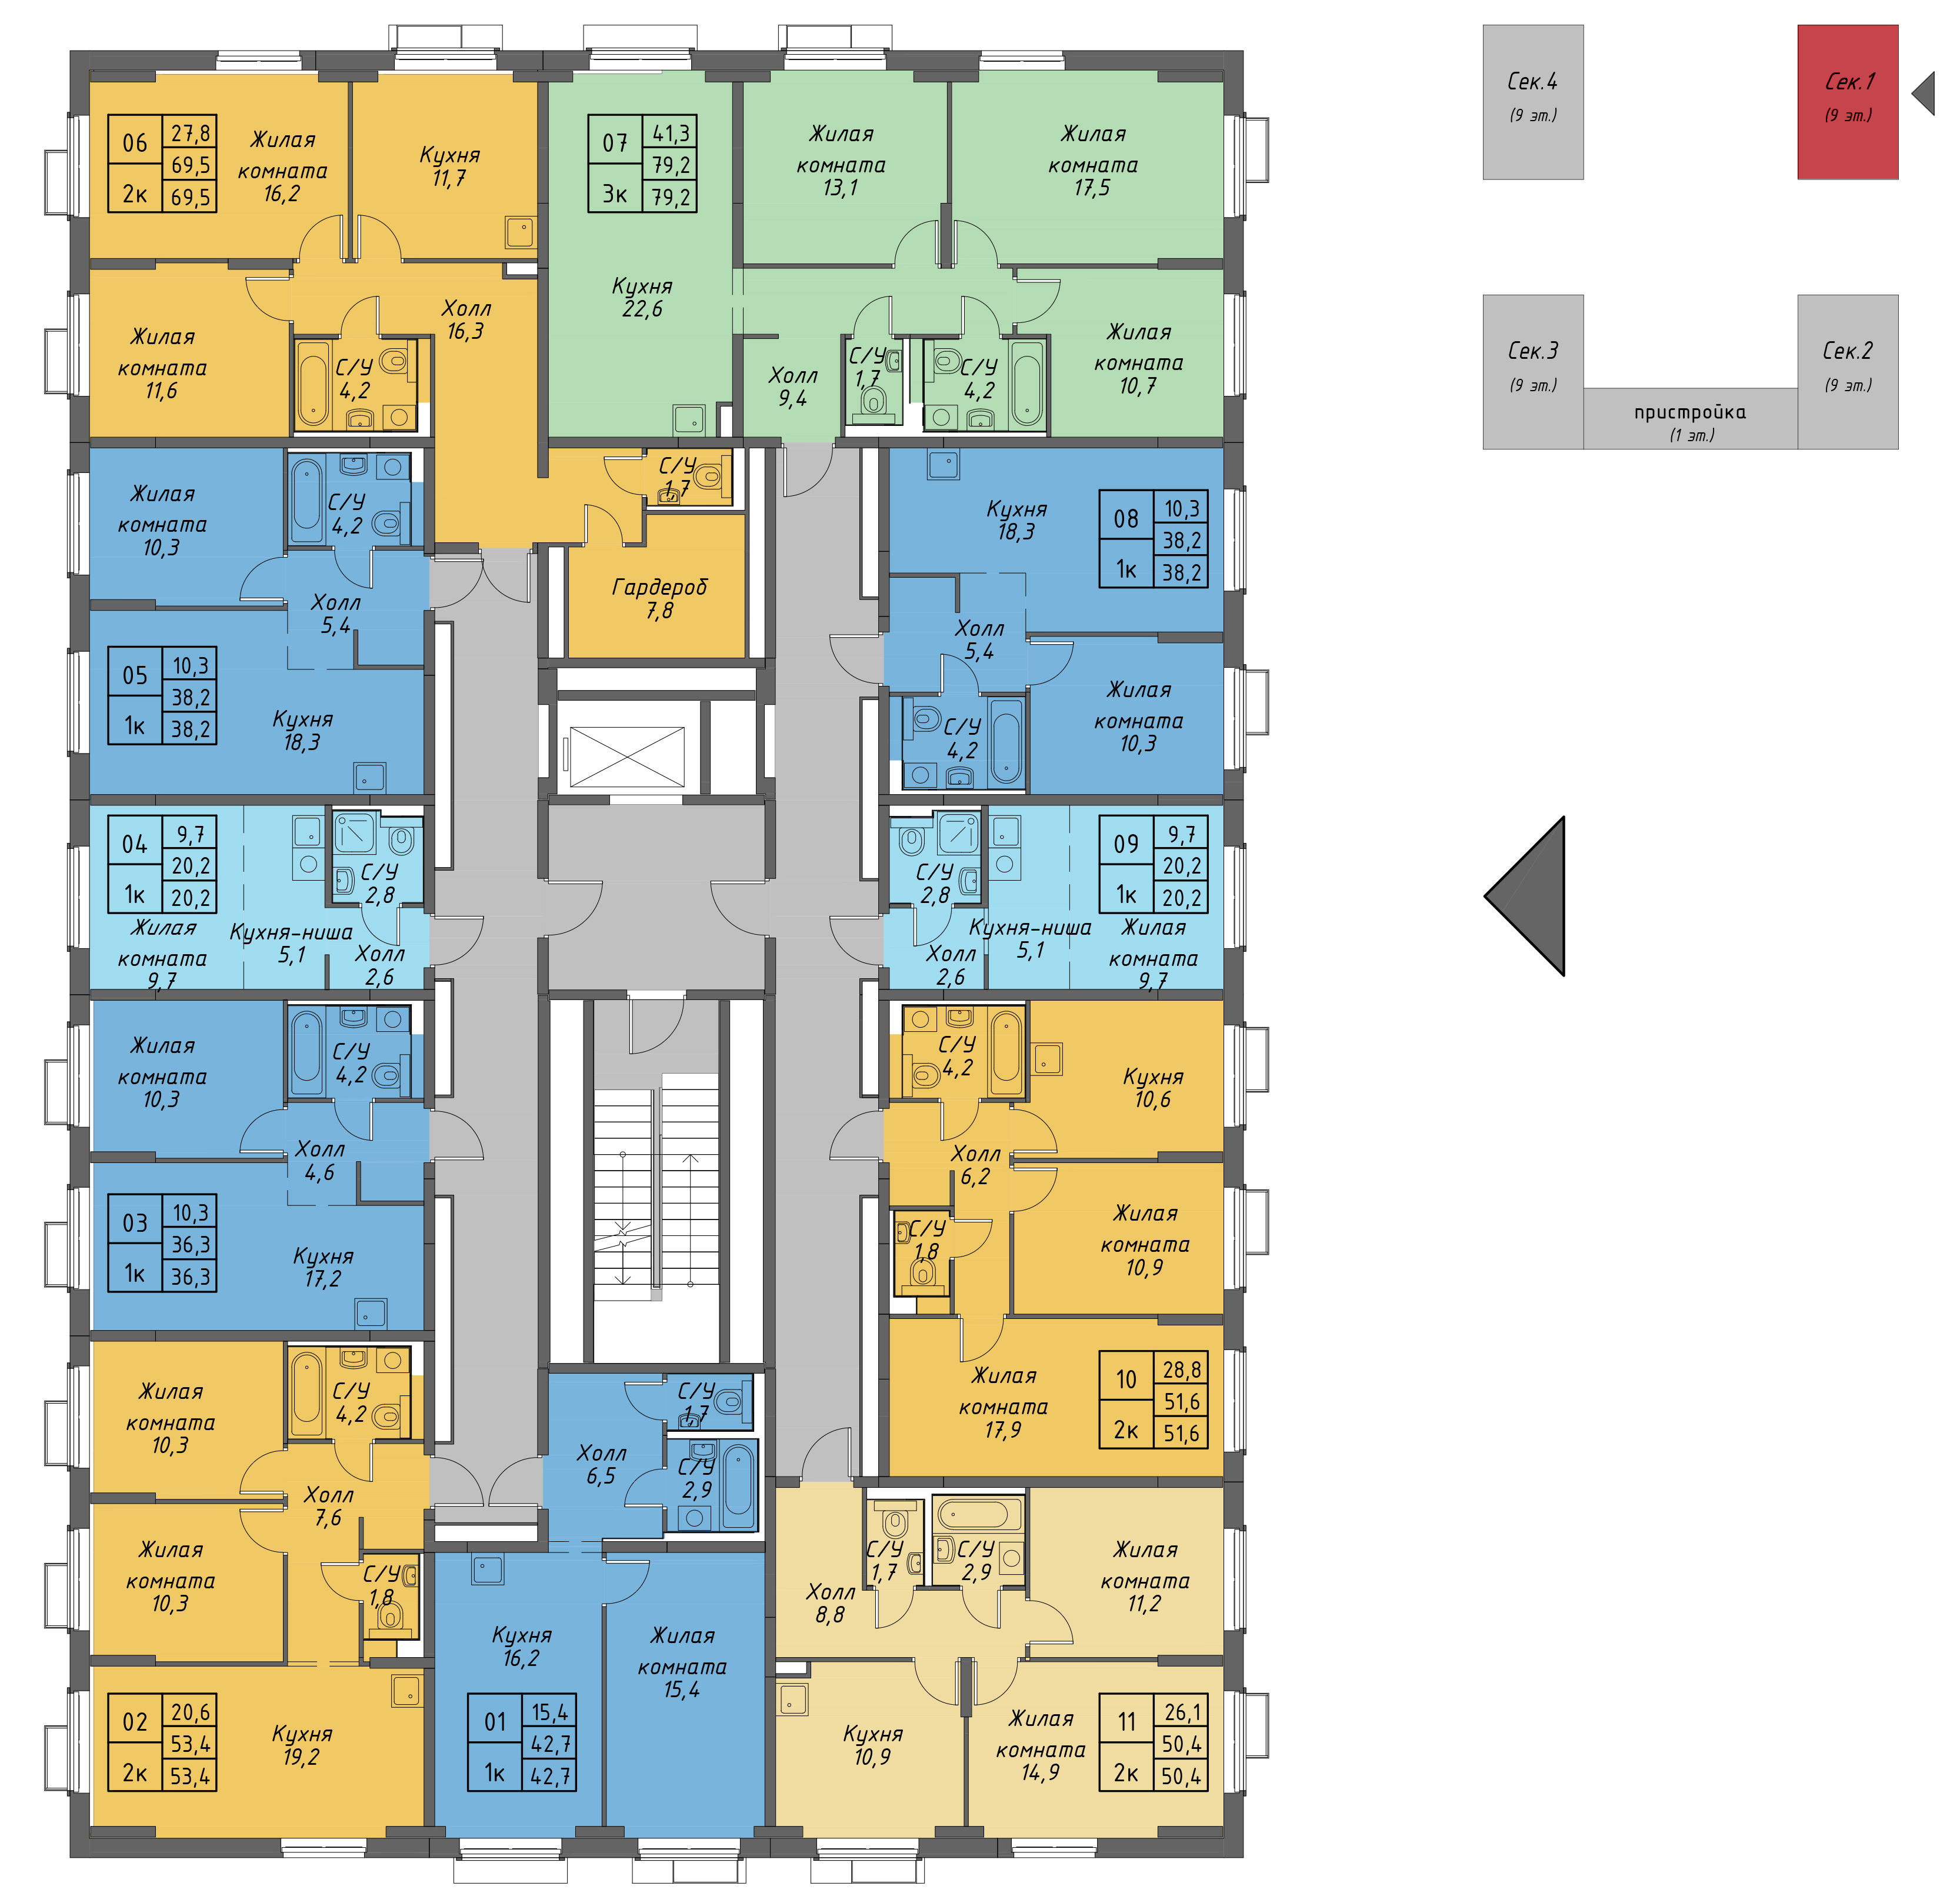 06
27,8
69,5
2к
69,5
Жилая
комната
16,2
Кухня
11,7
07
41,3
79,2
3к
79,2
Жилая
комната
13,1
Жилая
комната
17,5
Жилая
комната
11,6
Холл
16,3
С/У
4,2
Кухня
22,6
Холл
9,4
С/У
1,7
С/У
4,2
Жилая
комната
10,7
Жилая
комната
10,3
С/У
4,2
С/У
1,7
Гардероб
7,8
Холл
5,4
05
10,3
38,2
1к
38,2
Кухня
18,3
Кухня
18,3
08
10,3
38,2
1к
38,2
Холл
5,4
С/У
4,2
Жилая
комната
10,3
04
9,7
20,2
1к
20,2
Жилая
комната
9,7
Кухня-ниша
5,1
С/У
2,8
Холл
2,6
С/У
2,8
Холл
2,6
Кухня-ниша
5,1
09
9,7
20,2
1к
20,2
Жилая
комната
9,7
Жилая
комната
10,3
С/У
4,2
Холл
4,6
03
10,3
36,3
1к
36,3
Кухня
17,2
С/У
4,2
Кухня
10,6
Холл
6,2
С/У
1,8
Жилая
комната
10,9
Жилая
комната
17,9
10
28,8
51,6
2к
51,6
Жилая
комната
10,3
С/У
4,2
Холл
7,6
Жилая
комната
10,3
С/У
1,8
02
20,6
53,4
2к
53,4
Кухня
19,2
Холл
6,5
С/У
1,7
С/У
2,9
Кухня
16,2
Жилая
комната
15,4
01
15,4
42,7
1к
42,7
Холл
8,8
С/У
1,7
С/У
2,9
Жилая
комната
11,2
Кухня
10,9
Жилая
комната
14,9
11
26,1
50,4
2к
50,4
Сек.4
(9 эт.)
Сек.1
(9 эт.)
Сек.3
(9 эт.)
Сек.2
(9 эт.)
пристройка
(1 эт.)